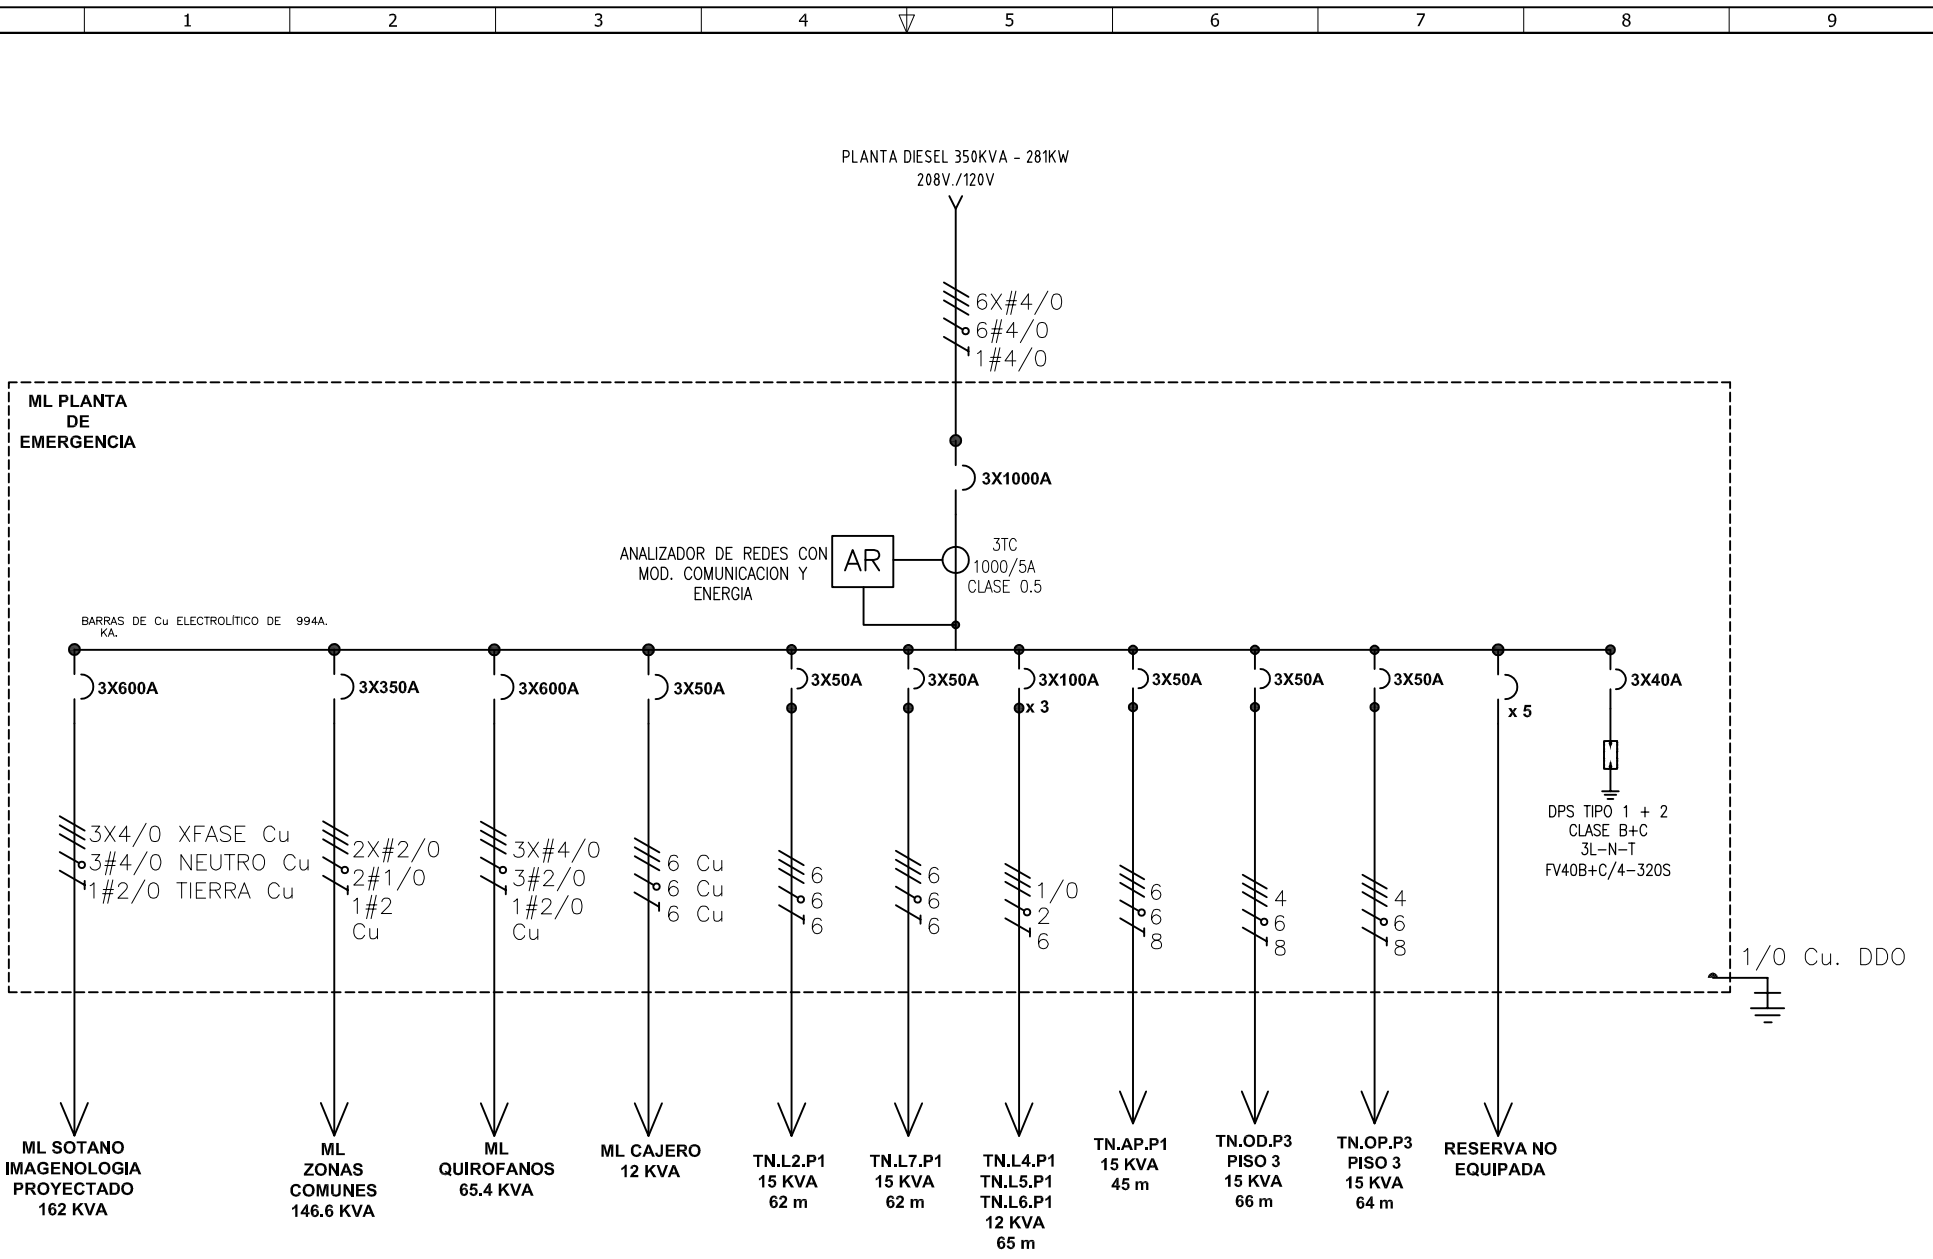 1 2 3 4 5 6 7 8 9
PLANTA DIESEL 350KVA - 281KW
208V./120V
6X#4/0
6#4/0
1#4/0
ML PLANTA
DE
EMERGENCIA
3X1000A
ANALIZADOR DE REDES CON
MOD. COMUNICACION Y
ENERGIA
AR
3TC
1000/5A
CLASE 0.5
BARRAS DE Cu ELECTROLÍTICO DE 994A.
KA.
3X600A
3X350A
3X600A
3X50A
3X50A
3X50A
3X100A
x 3
3X50A
3X50A
3X50A
x 5
3X40A
3X4/0 XFASE Cu
3#4/0 NEUTRO Cu
1#2/0 TIERRA Cu
2X#2/0
2#1/0
1#2
Cu
3X#4/0
3#2/0
1#2/0
Cu
6 Cu
6 Cu
6 Cu
6
6
6
6
6
6
1/0
2
6
6
6
8
4
6
8
4
6
8
DPS TIPO 1 + 2
CLASE B+C
3L-N-T
FV40B+C/4-320S
1/0 Cu. DDO
ML SOTANO
IMAGENOLOGIA
PROYECTADO
162 KVA
ML
ZONAS
COMUNES
146.6 KVA
ML
QUIROFANOS
65.4 KVA
ML CAJERO
12 KVA
TN.L2.P1
15 KVA
62 m
TN.L7.P1
15 KVA
62 m
TN.L4.P1
TN.L5.P1
TN.L6.P1
12 KVA
65 m
TN.AP.P1
15 KVA
45 m
TN.OD.P3
PISO 3
15 KVA
66 m
TN.OP.P3
PISO 3
15 KVA
64 m
RESERVA NO
EQUIPADA